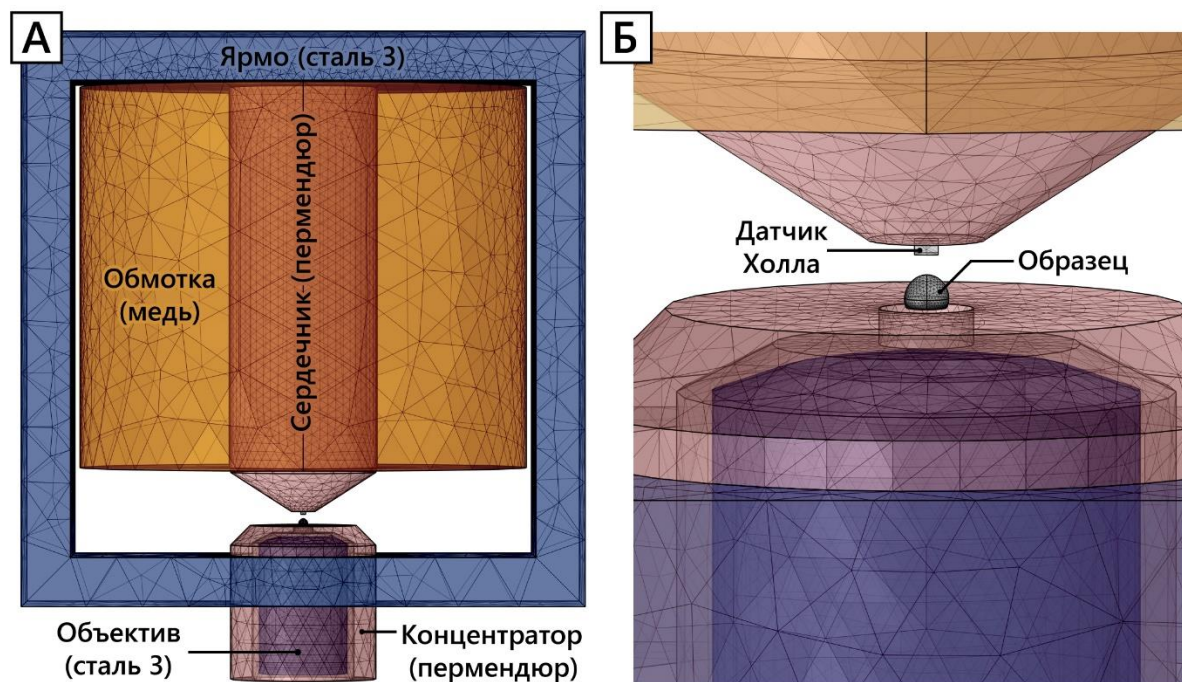 А
Ярмо (сталь 3)
Обмотка
(медь)
Сердечник (пермендюр)
Объектив
(сталь 3)
Концентратор
(пермендюр)
Б
Датчик
Холла
Образец